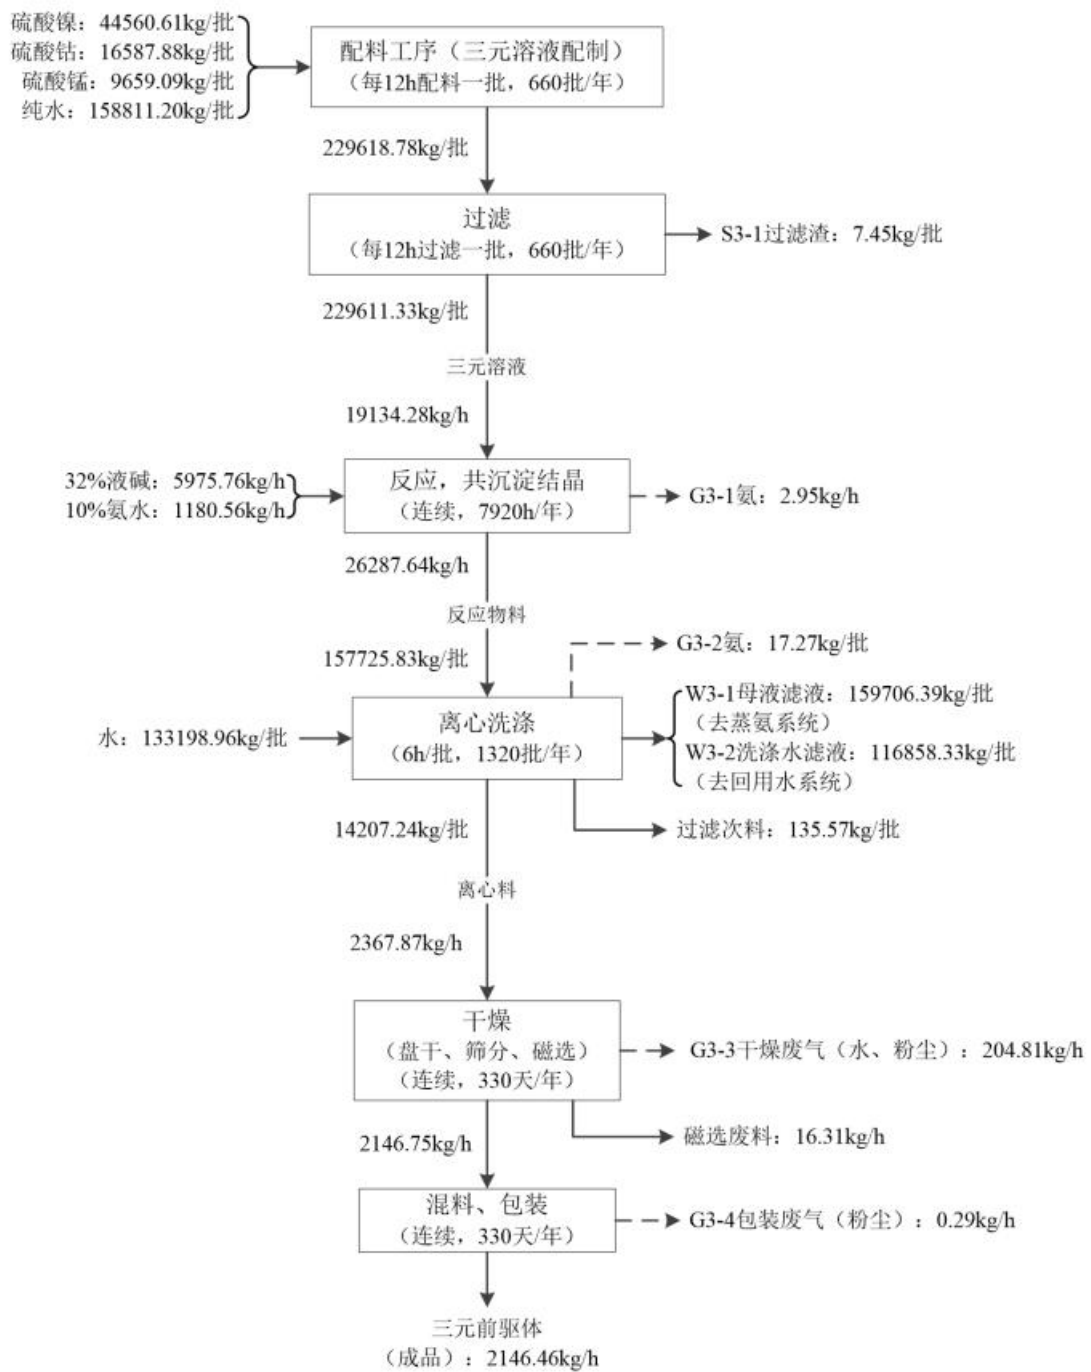 硫酸镍：44560.61kg/批
硫酸钴：16587.88kg/批
硫酸锰：9659.09kg/批
纯水：158811.20kg/批
配料工序（三元溶液配制）
（每12h配料一批，660批/年）
229618.78kg/批
过滤
（每12h过滤一批，660批/年）
S3-1过滤渣：7.45kg/批
229611.33kg/批
三元溶液
19134.28kg/h
32%液碱：5975.76kg/h
10%氨水：1180.56kg/h
反应，共沉淀结晶
（连续，7920h/年）
G3-1氨：2.95kg/h
26287.64kg/h
反应物料
157725.83kg/批
G3-2氨：17.27kg/批
水：133198.96kg/批
离心洗涤
（6h/批，1320批/年）
W3-1母液滤液：159706.39kg/批
（去蒸氨系统）
W3-2洗涤水滤液：116858.33kg/批
（去回用水系统）
过滤次料：135.57kg/批
14207.24kg/批
离心料
2367.87kg/h
干燥
（盘干、筛分、磁选）
（连续，330天/年）
G3-3干燥废气（水、粉尘）：204.81kg/h
磁选废料：16.31kg/h
2146.75kg/h
混料、包装
（连续，330天/年）
G3-4包装废气（粉尘）：0.29kg/h
三元前驱体
（成品）：2146.46kg/h